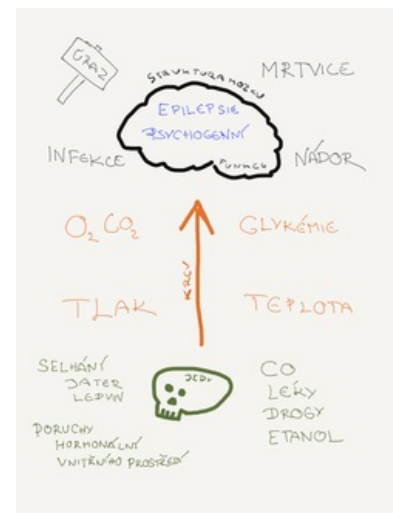 ÚRAZ
STRUKTURA MOZKU
MRTVICE
EPILEPSIE
PSYCHOGENNÍ
FUNKCE
INFEKCE
NÁDOR
O₂ CO₂
GLYKÉMIE
KREV
TLAK
TEPLOTA
SELHÁNÍ
JATER
LEDVIN
JEDY
CO
LÉKY
DROGY
ETANOL
PORUCHY
HORMONÁLNÍ
VNITŘNÍHO PROSTŘEDÍ